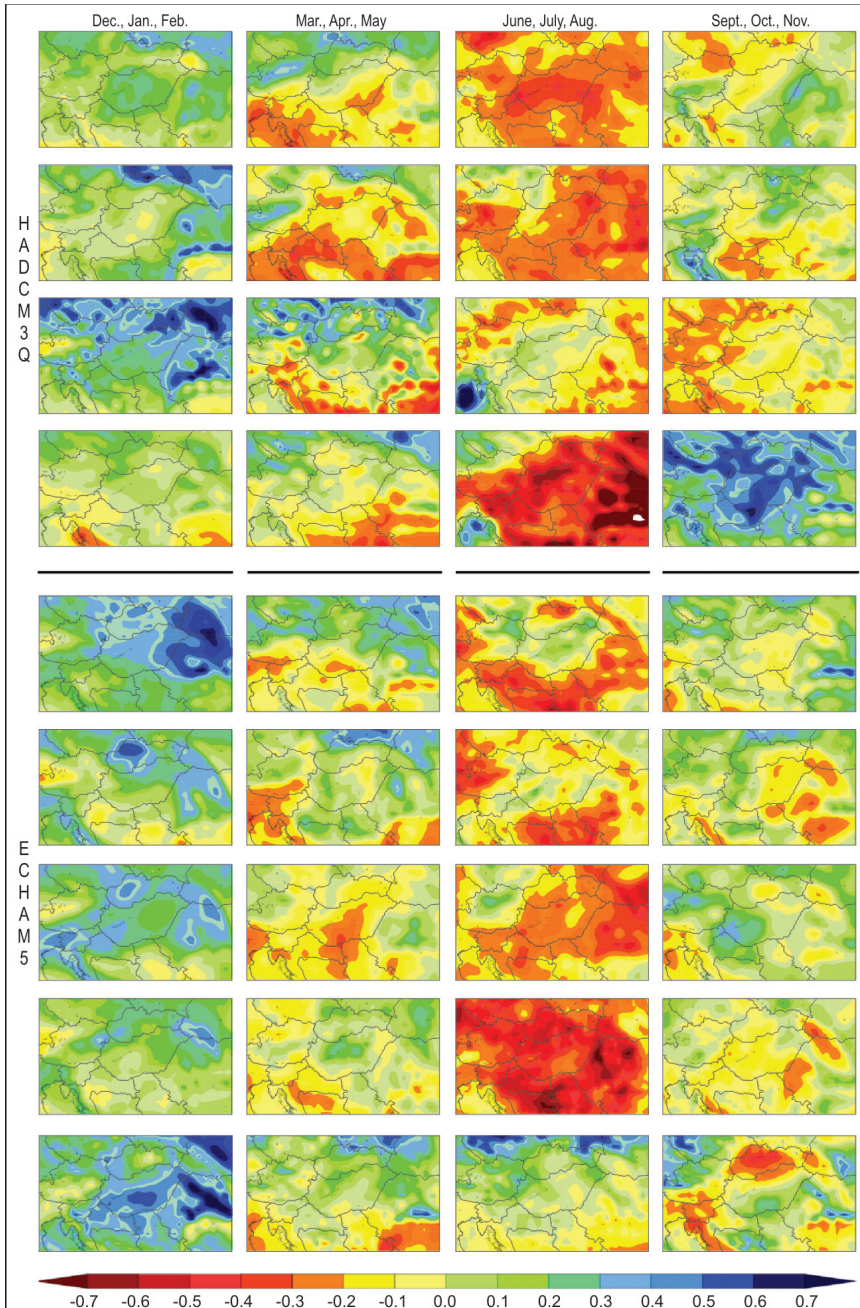 Dec., Jan., Feb. Mar., Apr., May June, July, Aug. Sept., Oct., Nov.
H
A
D
C
M
3
Q
E
C
H
A
M
5
-0.7 -0.6 -0.5 -0.4 -0.3 -0.2 -0.1 0.0 0.1 0.2 0.3 0.4 0.5 0.6 0.7